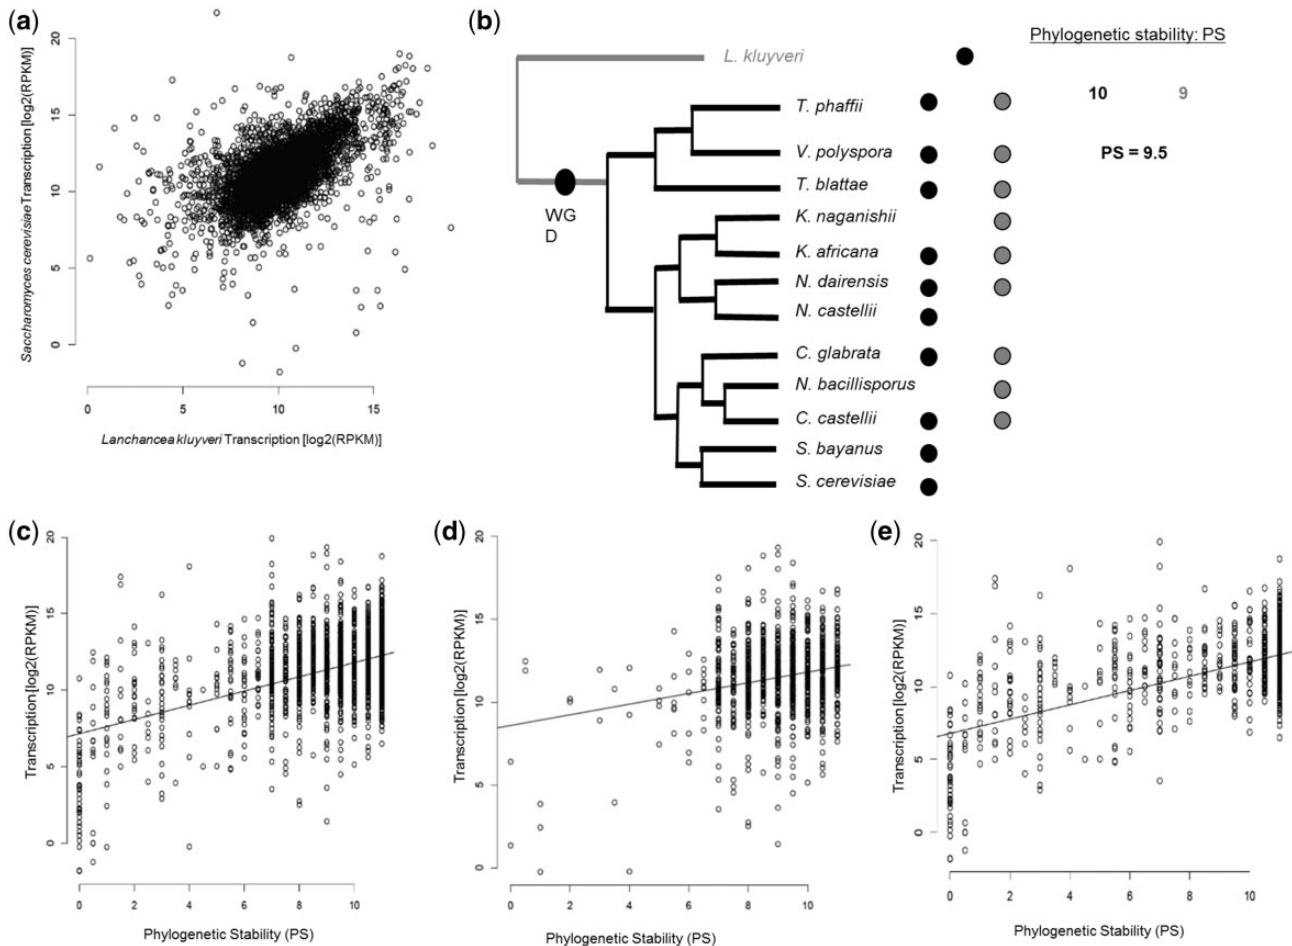 (a)
20
15
10
5
0
Saccharomyces cerevisiae Transcription [log2(RPKM)]
0 5 10 15
Lanchancea kluyveri Transcription [log2(RPKM)]
(b)
Phylogenetic stability: PS
L. kluyveri
10 9
T. phaffii
V. polyspora
PS = 9.5
T. blattae
WG
D
K. naganishii
K. africana
N. dairensis
N. castellii
C. glabrata
N. bacillisporus
C. castellii
S. bayanus
S. cerevisiae
(c)
20
15
10
5
0
Transcription [log2(RPKM)]
0 2 4 6 8 10
Phylogenetic Stability (PS)
(d)
20
15
10
5
0
Transcription [log2(RPKM)]
0 2 4 6 8 10
Phylogenetic Stability (PS)
(e)
20
15
10
5
0
Transcription [log2(RPKM)]
0 2 4 6 8 10
Phylogenetic Stability (PS)